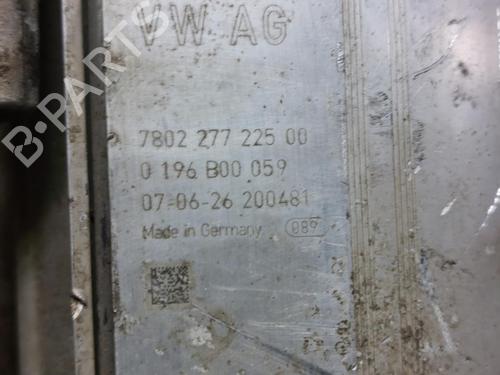 VW AG
B-PARTS
7802 277 225 00
0 196 B00 059
07-06-26 200481
Made in Germany 089